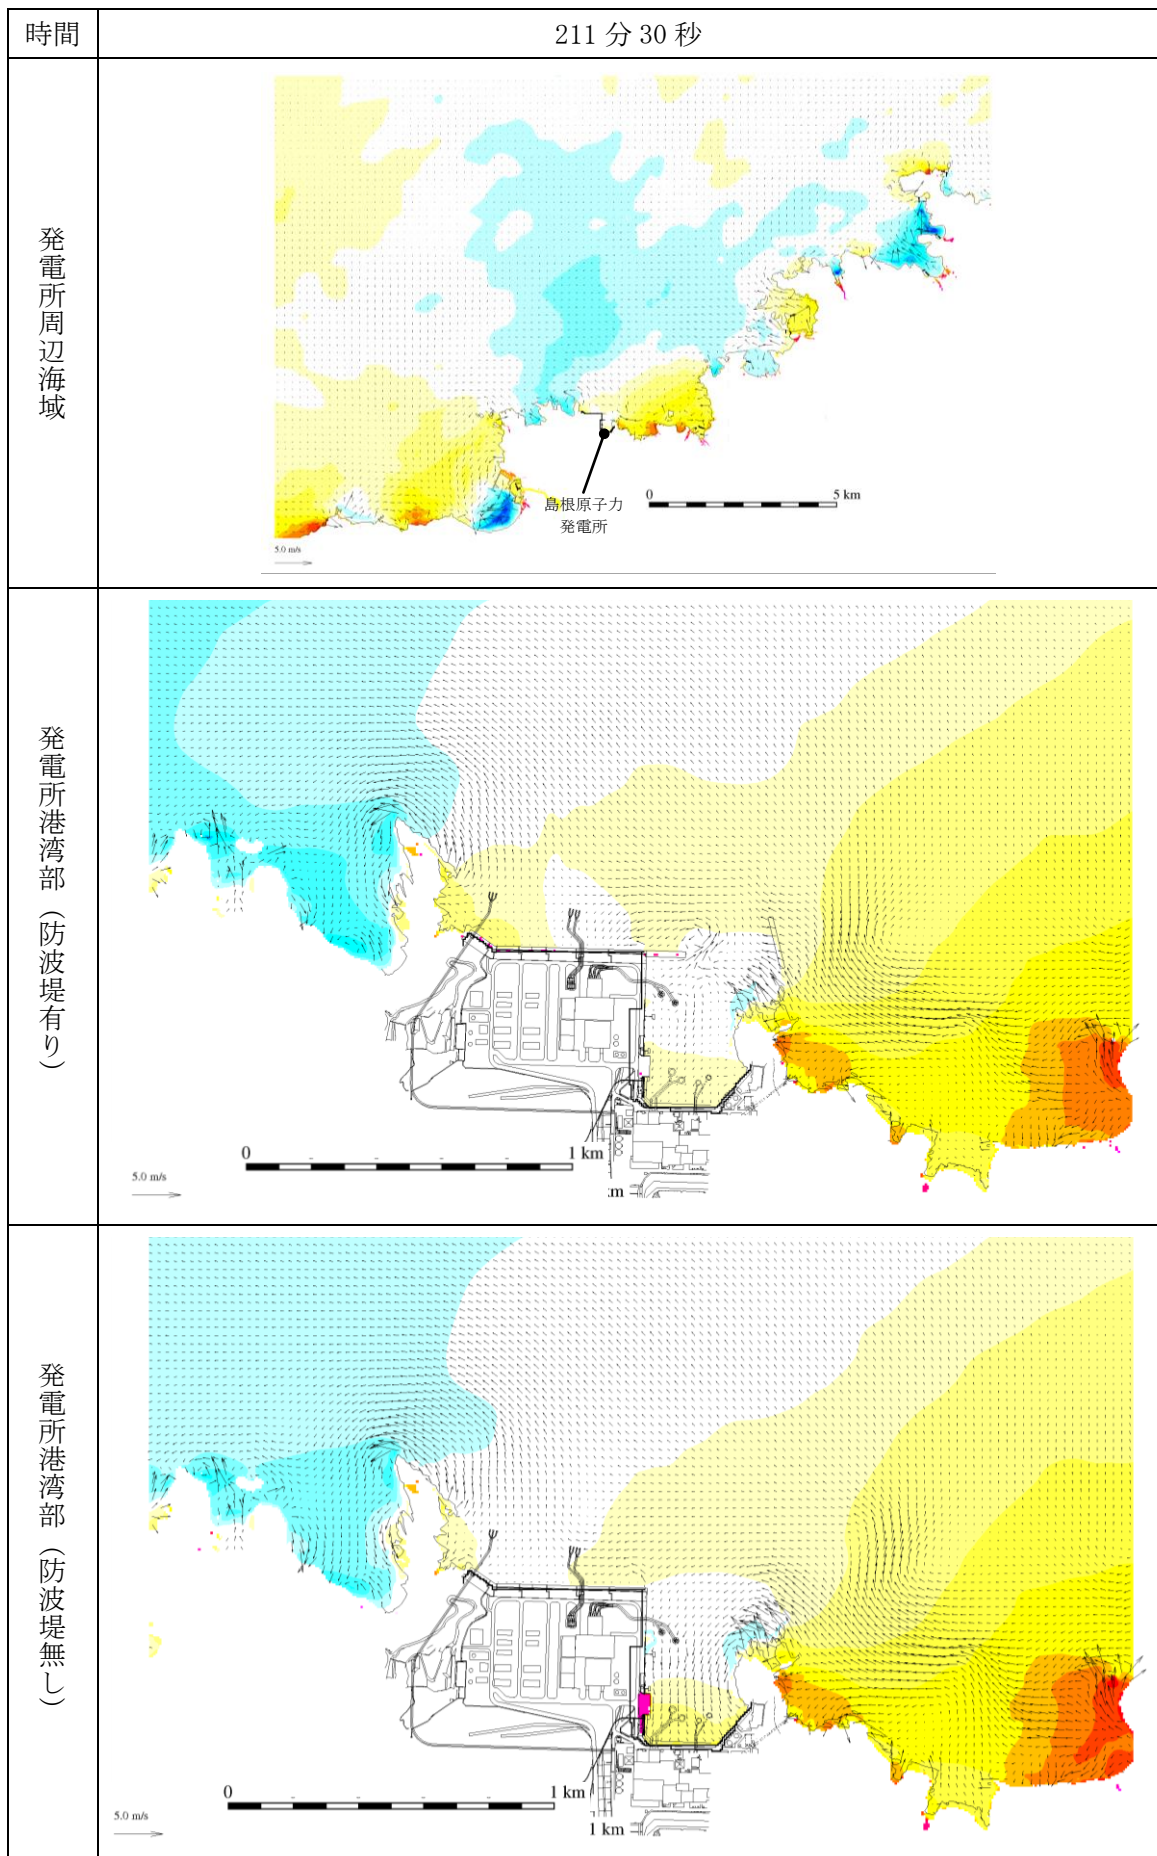 時間
211 分 30 秒
発電所周辺海域
島根原子力
発電所
0
5 km
5.0 m/s
発電所港湾部（防波堤有り）
0
1 km
5.0 m/s
発電所港湾部（防波堤無し）
0
1 km
5.0 m/s
1 km